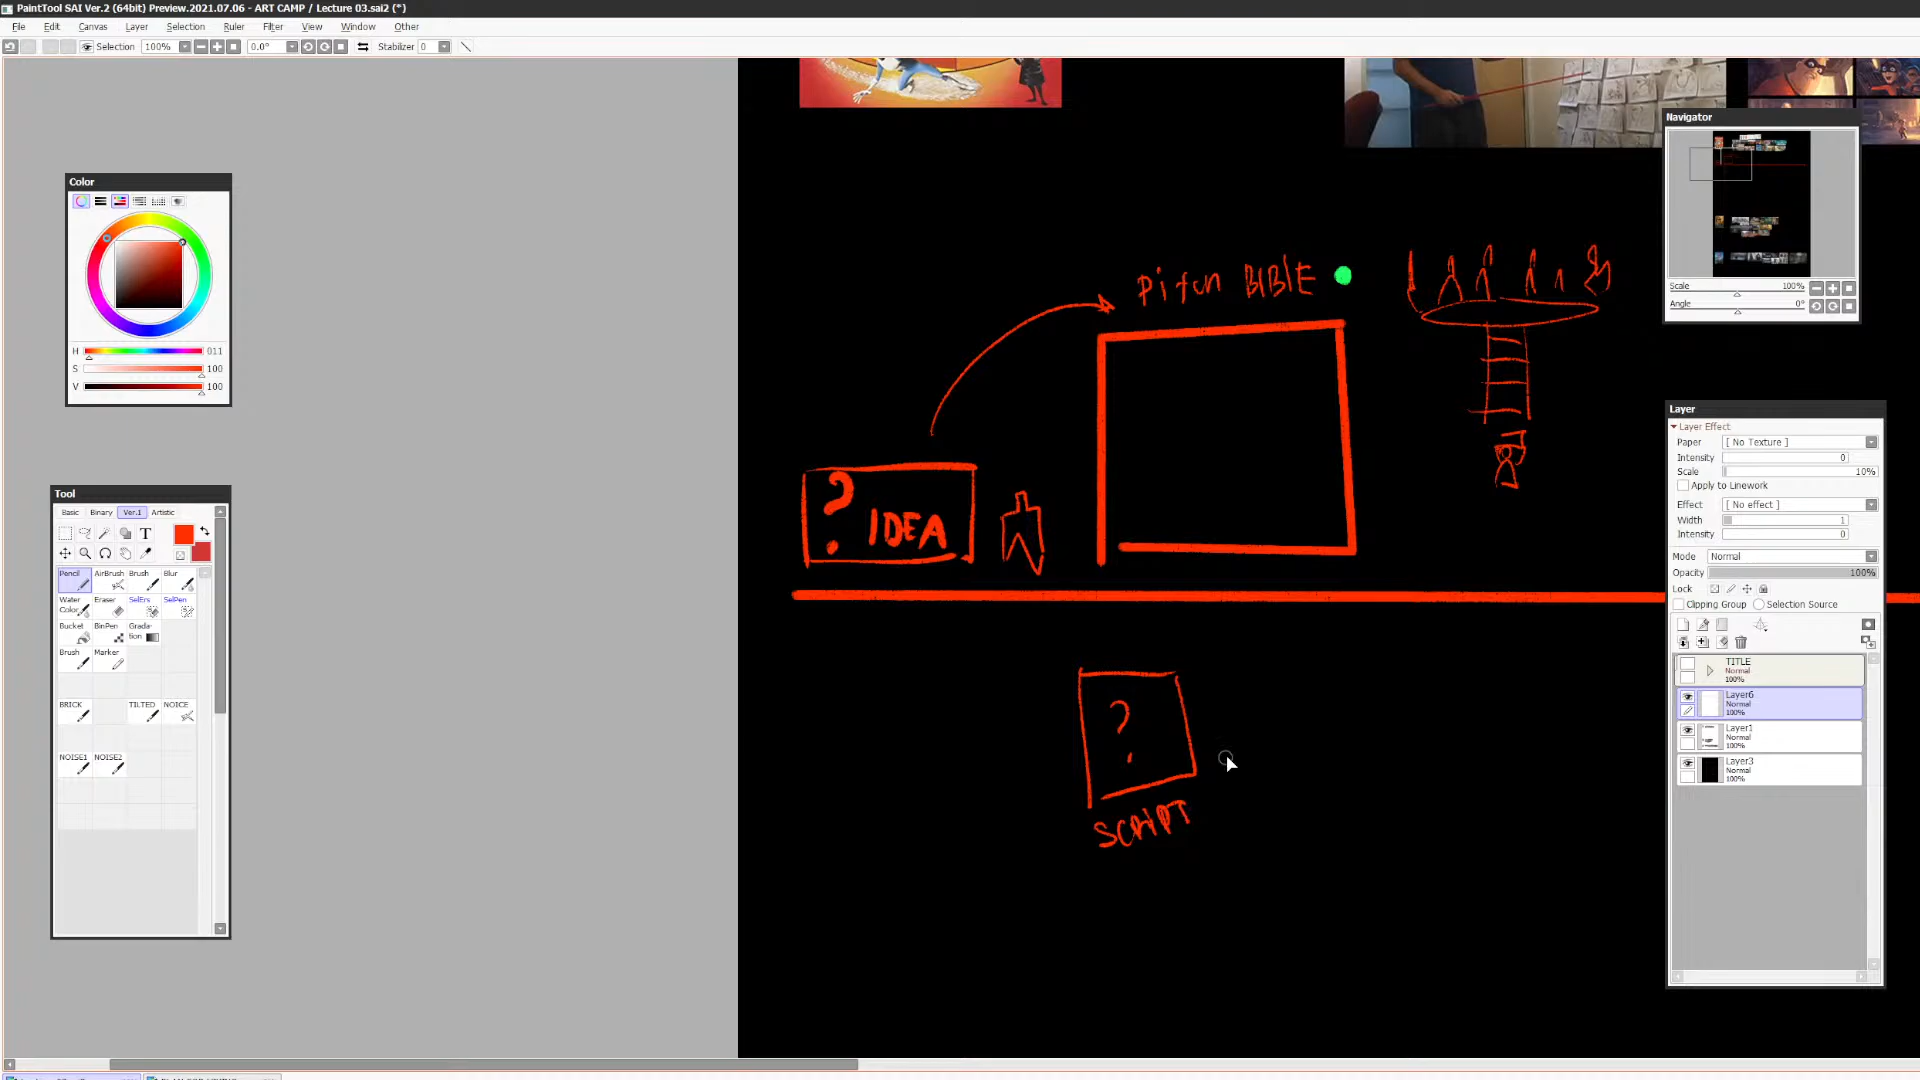 PaintTool SAI Ver.2 (64bit) Preview.2021.07.06 - ART CAMP / Lecture 03.sai2 (*)
File Edit Canvas Layer Selection Ruler Filter View Window Other
Selection 100% 0.0° Stabilizer 0
Color
H 011
S 100
V 100
Tool
Basic Binary Ver.1 Artistic
T
Pencil AirBrush Brush Blur
Water Color Eraser SelErs SelPen
Bucket BinPen Grada-tion
Brush Marker
BRICK TILTED NOICE
NOISE1 NOISE2
Pitch BIBLE
? IDEA
?
SCRIPT
Navigator
Scale 100%
Angle 0°
Layer
Layer Effect
Paper [ No Texture ]
Intensity 0
Scale 10%
Apply to Linework
Effect [ No effect ]
Width 1
Intensity 0
Mode Normal
Opacity 100%
Lock
Clipping Group Selection Source
TITLE
Normal
100%
Layer6
Normal
100%
Layer1
Normal
100%
Layer3
Normal
100%